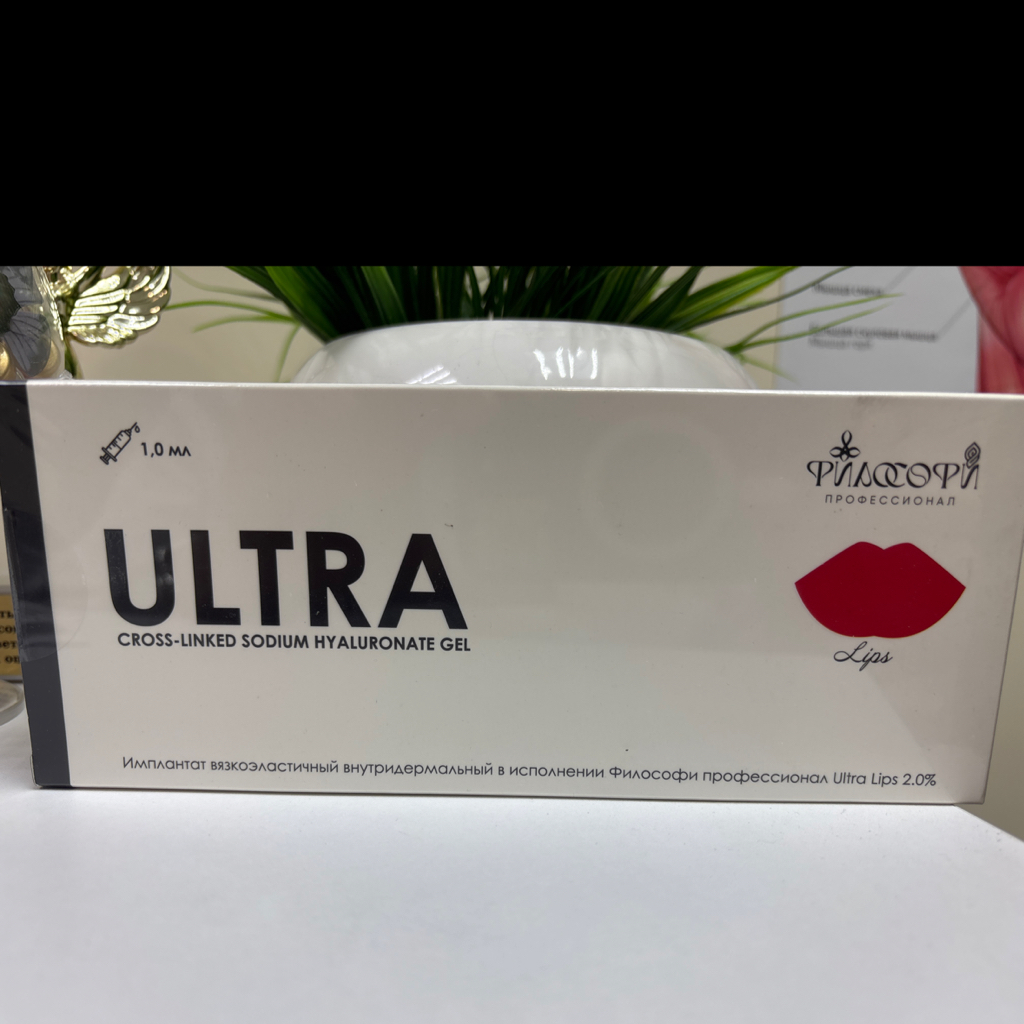 1,0 мл
ФИЛОСОФИ
ПРОФЕССИОНАЛ
ULTRA
CROSS-LINKED SODIUM HYALURONATE GEL
Lips
Имплантат вязкоэластичный внутридермальный в исполнении Философи профессионал Ultra Lips 2.0%